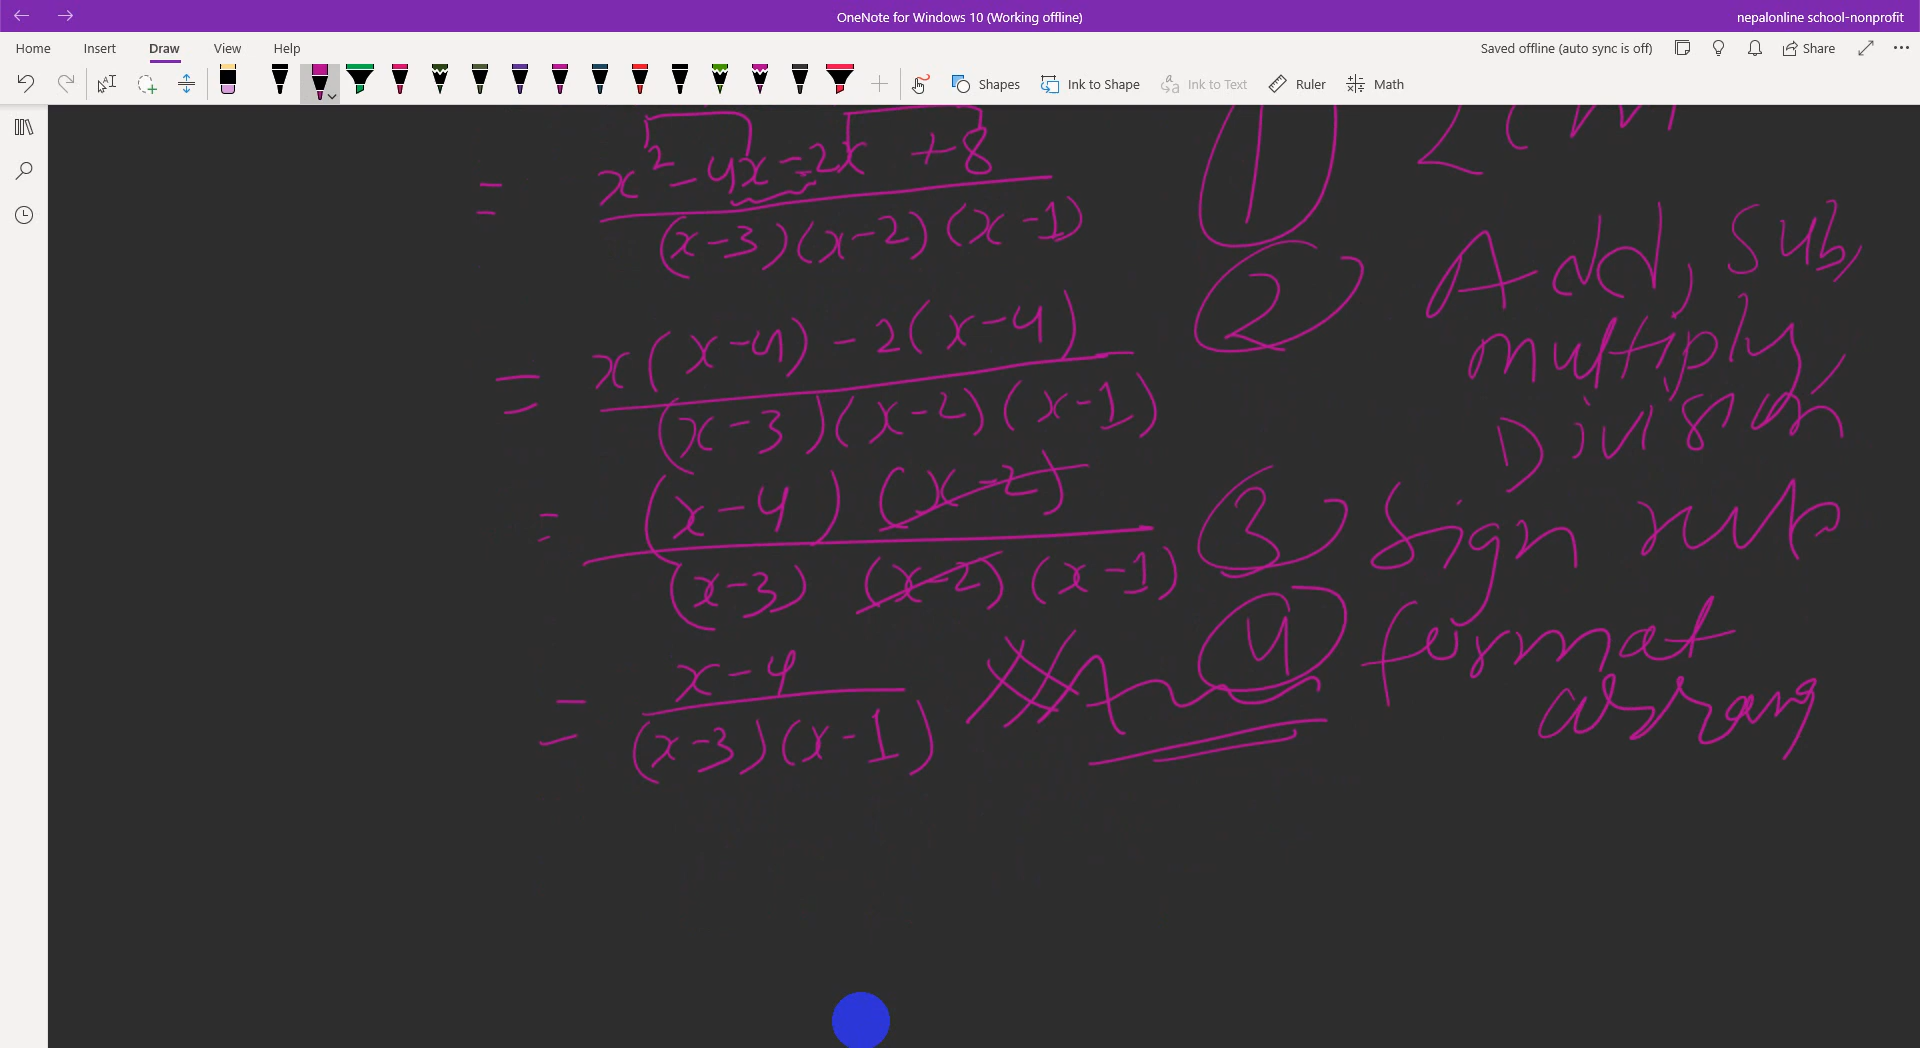 OneNote for Windows 10 (Working offline)
nepalonline school-nonprofit
Home Insert Draw View Help
Saved offline (auto sync is off) Share
Shapes Ink to Shape Ink to Text Ruler Math
= x² - 4x - 2x + 8
(x-3)(x-2)(x-1)
= x(x-4) - 2(x-4)
(x-3)(x-2)(x-1)
= (x-4)(x-2)
(x-3)(x-2)(x-1)
= x-4
(x-3)(x-1)
①
② Add, Sub,
multiply,
Division
③ Sign
④ format